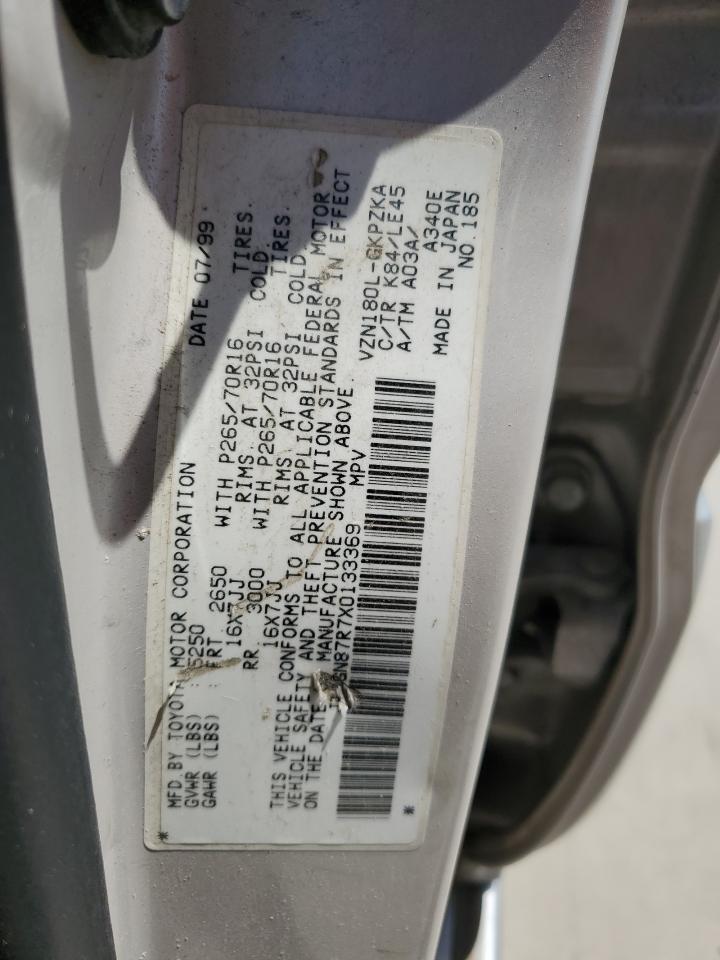 MFD.BY TOYOTA MOTOR CORPORATION DATE 07/99
GVWR (LBS) : 5250
GAWR (LBS) : FRT 2650 WITH P265/70R16 TIRES.
16X7JJ RIMS AT 32PSI COLD.
RR 3000 WITH P265/70R16 TIRES.
16X7JJ RIMS AT 32PSI COLD.
THIS VEHICLE CONFORMS TO ALL APPLICABLE FEDERAL MOTOR
VEHICLE SAFETY AND THEFT PREVENTION STANDARDS IN EFFECT
ON THE DATE MANUFACTURE SHOWN ABOVE.
GN87R7X0133369 MPV
VZN180L-GKPZKA
C/TR K84/LE45
A/TM A03A/
A340E
MADE IN JAPAN
NO.185